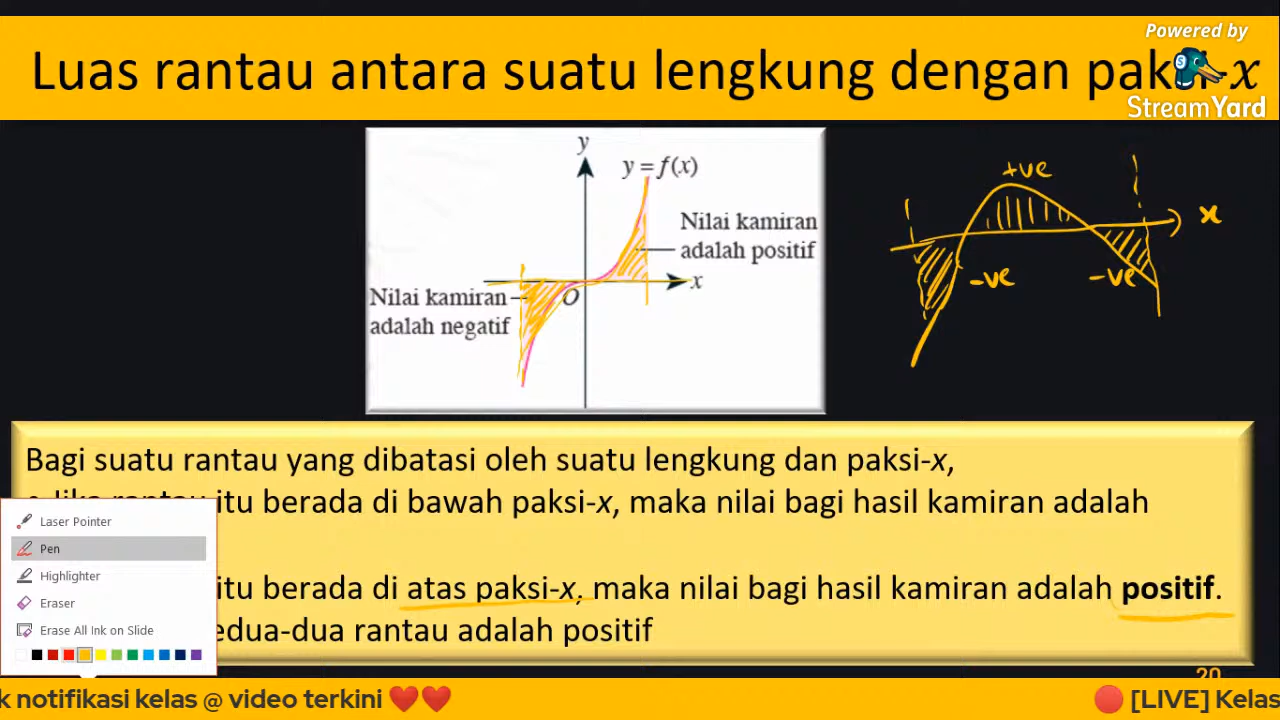 Powered by
StreamYard
Luas rantau antara suatu lengkung dengan paksi-x
y
y = f(x)
Nilai kamiran
adalah positif
x
O
Nilai kamiran
adalah negatif
+ve
x
-ve
-ve
Bagi suatu rantau yang dibatasi oleh suatu lengkung dan paksi-x,
itu berada di bawah paksi-x, maka nilai bagi hasil kamiran adalah
itu berada di atas paksi-x, maka nilai bagi hasil kamiran adalah positif.
edua-dua rantau adalah positif
Laser Pointer
Pen
Highlighter
Eraser
Erase All Ink on Slide
20
k notifikasi kelas @ video terkini ❤️❤️
🔴 [LIVE] Kelas